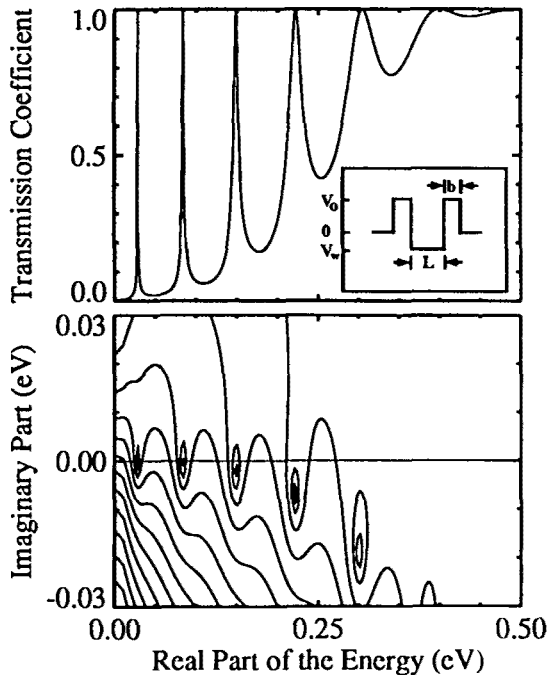 Transmission Coefficient
1.0
0.5
0.0
V₀
0
Vw
b
L
Imaginary Part (eV)
0.03
0.00
-0.03
0.00
0.25
0.50
Real Part of the Energy (eV)